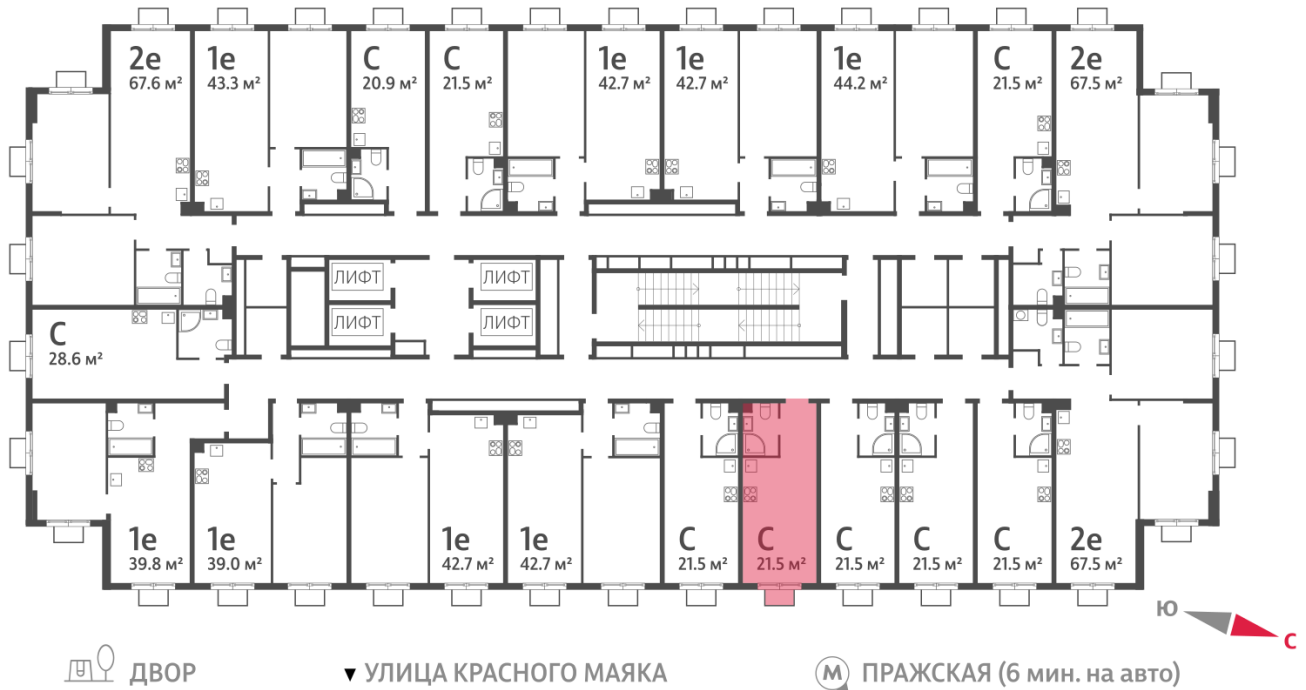 2е
67.6 м²
1е
43.3 м²
С
20.9 м²
С
21.5 м²
1е
42.7 м²
1е
42.7 м²
1е
44.2 м²
С
21.5 м²
2е
67.5 м²
ЛИФТ
ЛИФТ
ЛИФТ
ЛИФТ
С
28.6 м²
1е
39.8 м²
1е
39.0 м²
1е
42.7 м²
1е
42.7 м²
С
21.5 м²
С
21.5 м²
С
21.5 м²
С
21.5 м²
С
21.5 м²
2е
67.5 м²
Ю
С
ДВОР
УЛИЦА КРАСНОГО МАЯКА
М ПРАЖСКАЯ (6 мин. на авто)